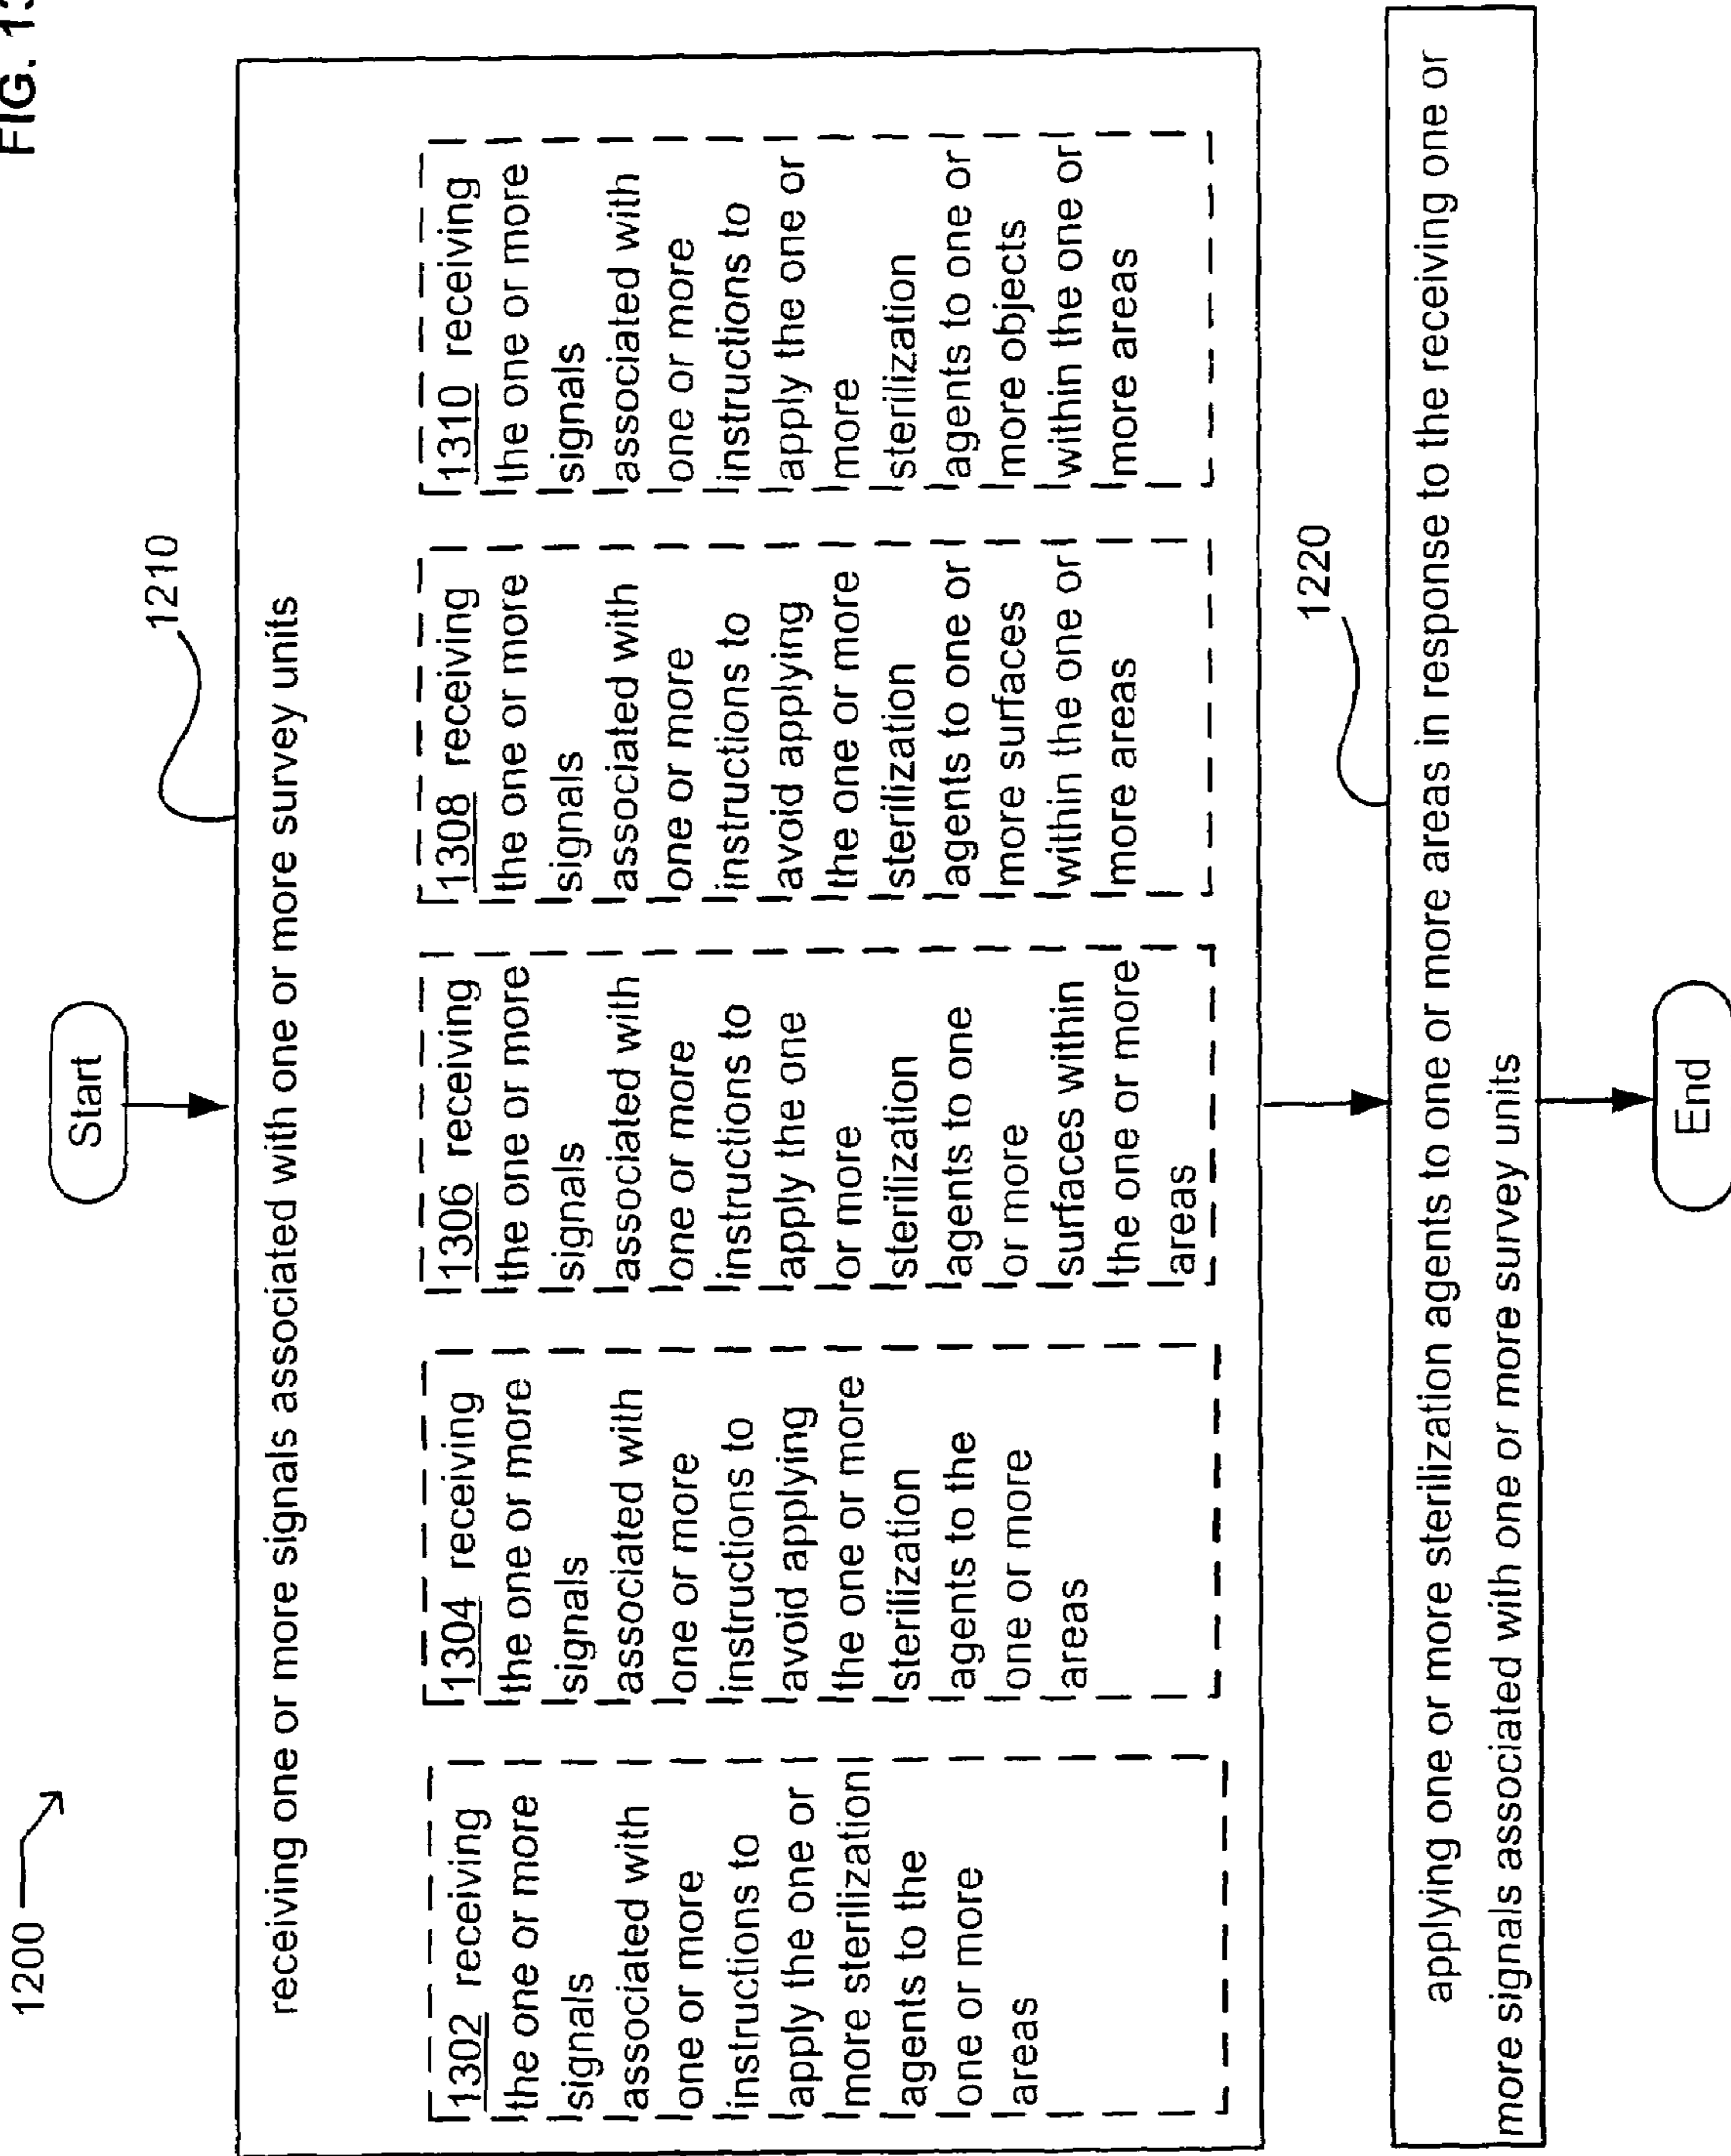 FIG. 13
1200
Start
1210
receiving one or more signals associated with one or more survey units
1302 receiving
the one or more
signals
associated with
one or more
instructions to
apply the one or
more sterilization
agents to the
one or more
areas
1304 receiving
the one or more
signals
associated with
one or more
instructions to
avoid applying
the one or more
sterilization
agents to the
one or more
areas
1306 receiving
the one or more
signals
associated with
one or more
instructions to
apply the one
or more
sterilization
agents to one
or more
surfaces within
the one or more
areas
1308 receiving
the one or more
signals
associated with
one or more
instructions to
avoid applying
the one or more
sterilization
agents to one or
more surfaces
within the one or
more areas
1310 receiving
the one or more
signals
associated with
one or more
instructions to
apply the one or
more
sterilization
agents to one or
more objects
within the one or
more areas
1220
applying one or more sterilization agents to one or more areas in response to the receiving one or
more signals associated with one or more survey units
End